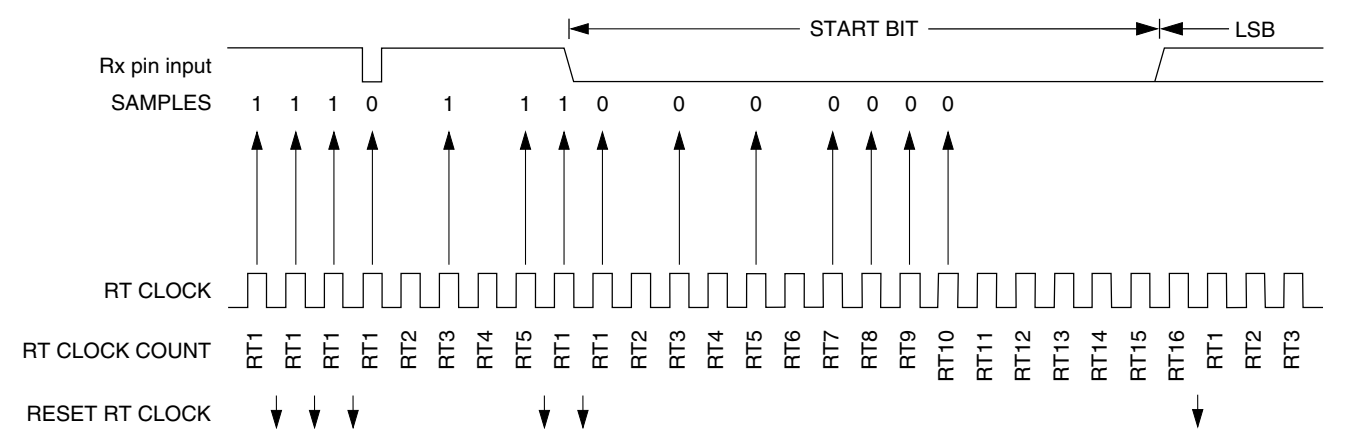 START BIT LSB
Rx pin input
SAMPLES 1 1 1 0 1 1 1 0 0 0 0 0 0 0
RT CLOCK
RT CLOCK COUNT RT1 RT1 RT1 RT1 RT2 RT3 RT4 RT5 RT1 RT1 RT2 RT3 RT4 RT5 RT6 RT7 RT8 RT9 RT10 RT11 RT12 RT13 RT14 RT15 RT16 RT1 RT2 RT3
RESET RT CLOCK